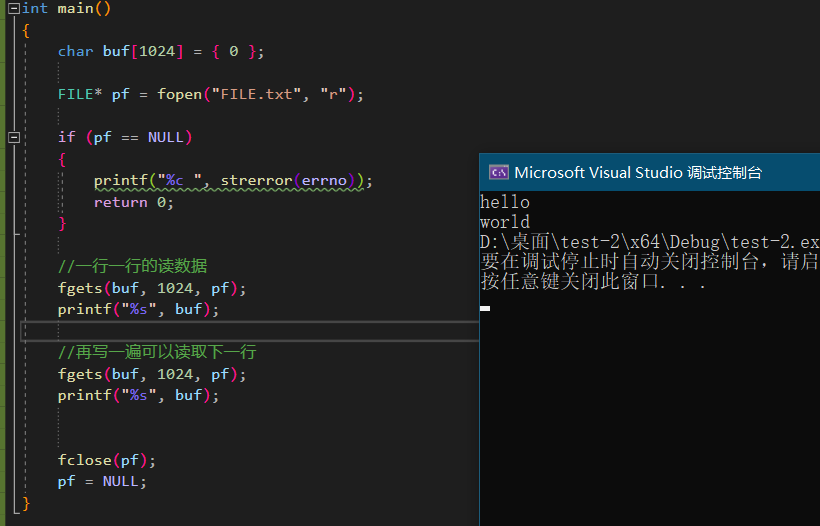 int main()
{
char buf[1024] = { 0 };
FILE* pf = fopen("FILE.txt", "r");
if (pf == NULL)
{
printf("%c ", strerror(errno));
return 0;
}
//一行一行的读数据
fgets(buf, 1024, pf);
printf("%s", buf);
//再写一遍可以读取下一行
fgets(buf, 1024, pf);
printf("%s", buf);
fclose(pf);
pf = NULL;
}
Microsoft Visual Studio 调试控制台
hello
world
D:\桌面\test-2\x64\Debug\test-2.ex
要在调试停止时自动关闭控制台，请启
按任意键关闭此窗口. . .